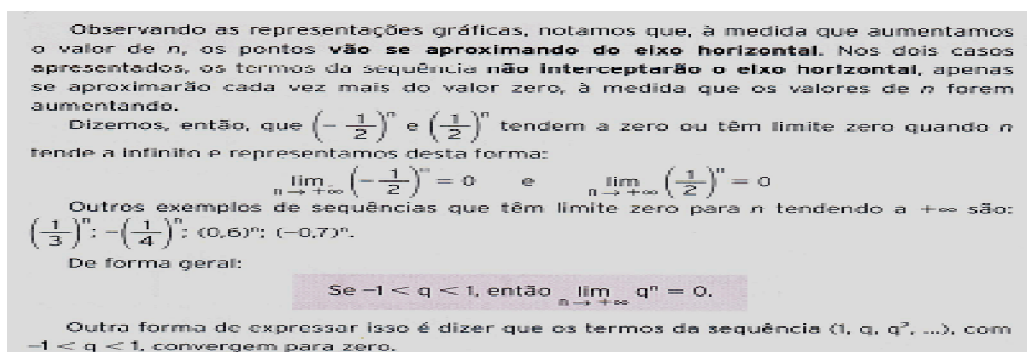 Observando as representações gráficas, notamos que, à medida que aumentamos
o valor de n, os pontos vão se aproximando do eixo horizontal. Nos dois casos
apresentados, os termos da sequência não interceptarão o eixo horizontal, apenas
se aproximarão cada vez mais do valor zero, à medida que os valores de n forem
aumentando.
Dizemos, então, que (−1/2)ⁿ e (1/2)ⁿ tendem a zero ou têm limite zero quando n
tende a infinito e representamos desta forma:
lim n → +∞ (−1/2)ⁿ = 0 e lim n → +∞ (1/2)ⁿ = 0
Outros exemplos de sequências que têm limite zero para n tendendo a +∞ são:
(1/3)ⁿ; −(1/4)ⁿ; (0,6)ⁿ; (−0,7)ⁿ.
De forma geral:
Se −1 < q < 1, então lim n → +∞ qⁿ = 0.
Outra forma de expressar isso é dizer que os termos da sequência (1, q, q², ...), com
−1 < q < 1, convergem para zero.